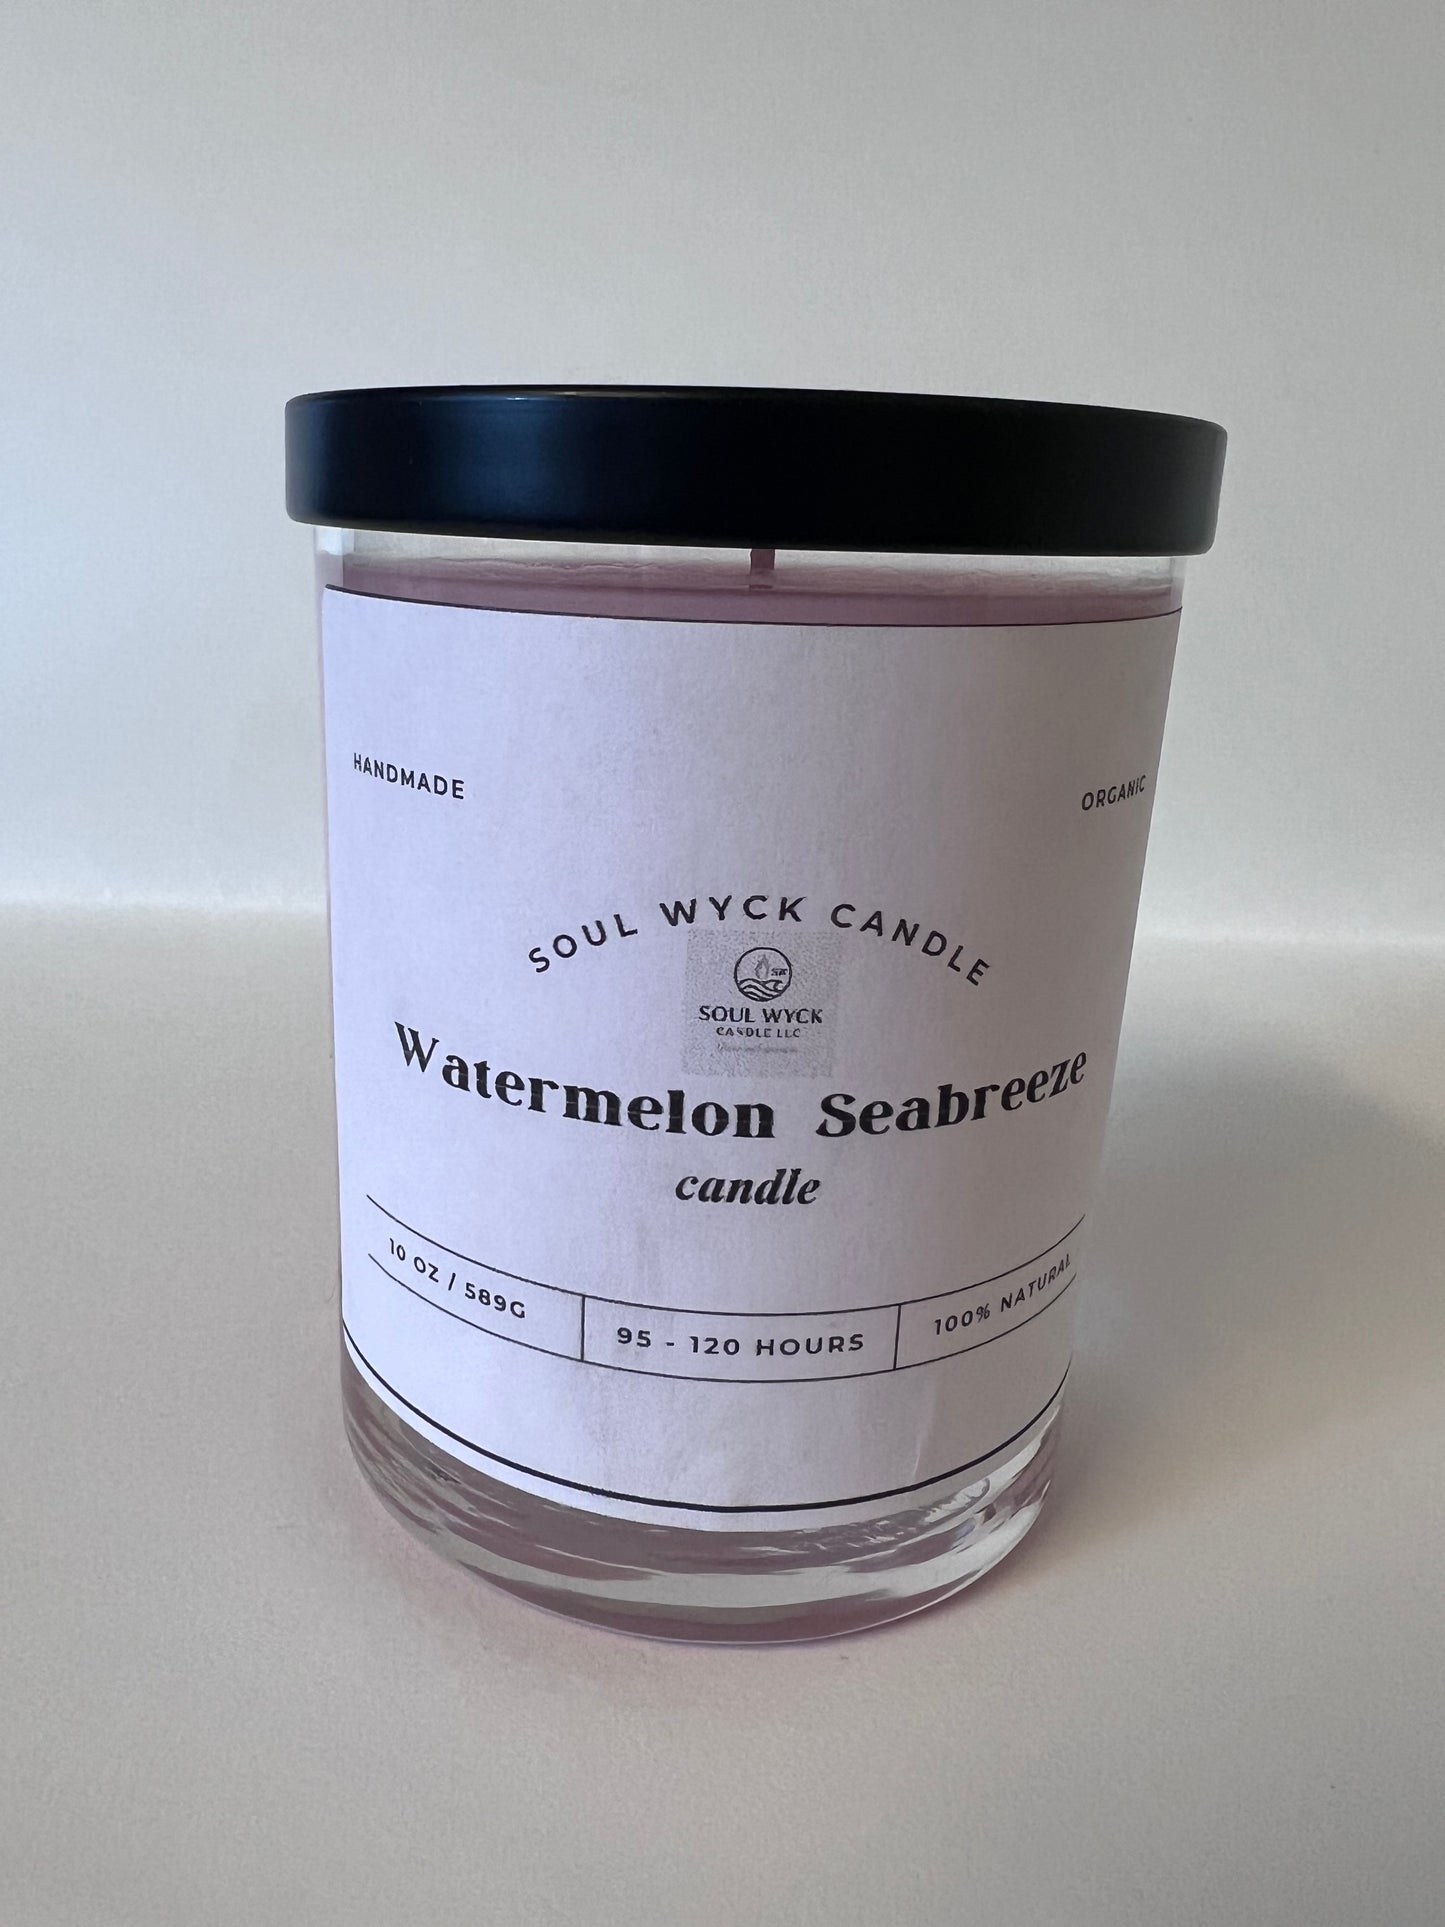 HANDMADE
ORGANIC
SOUL WYCK CANDLE
SOUL WYCK
CANDLE LLC
Watermelon Seabreeze
candle
10 OZ / 589G
95 - 120 HOURS
100% NATURAL